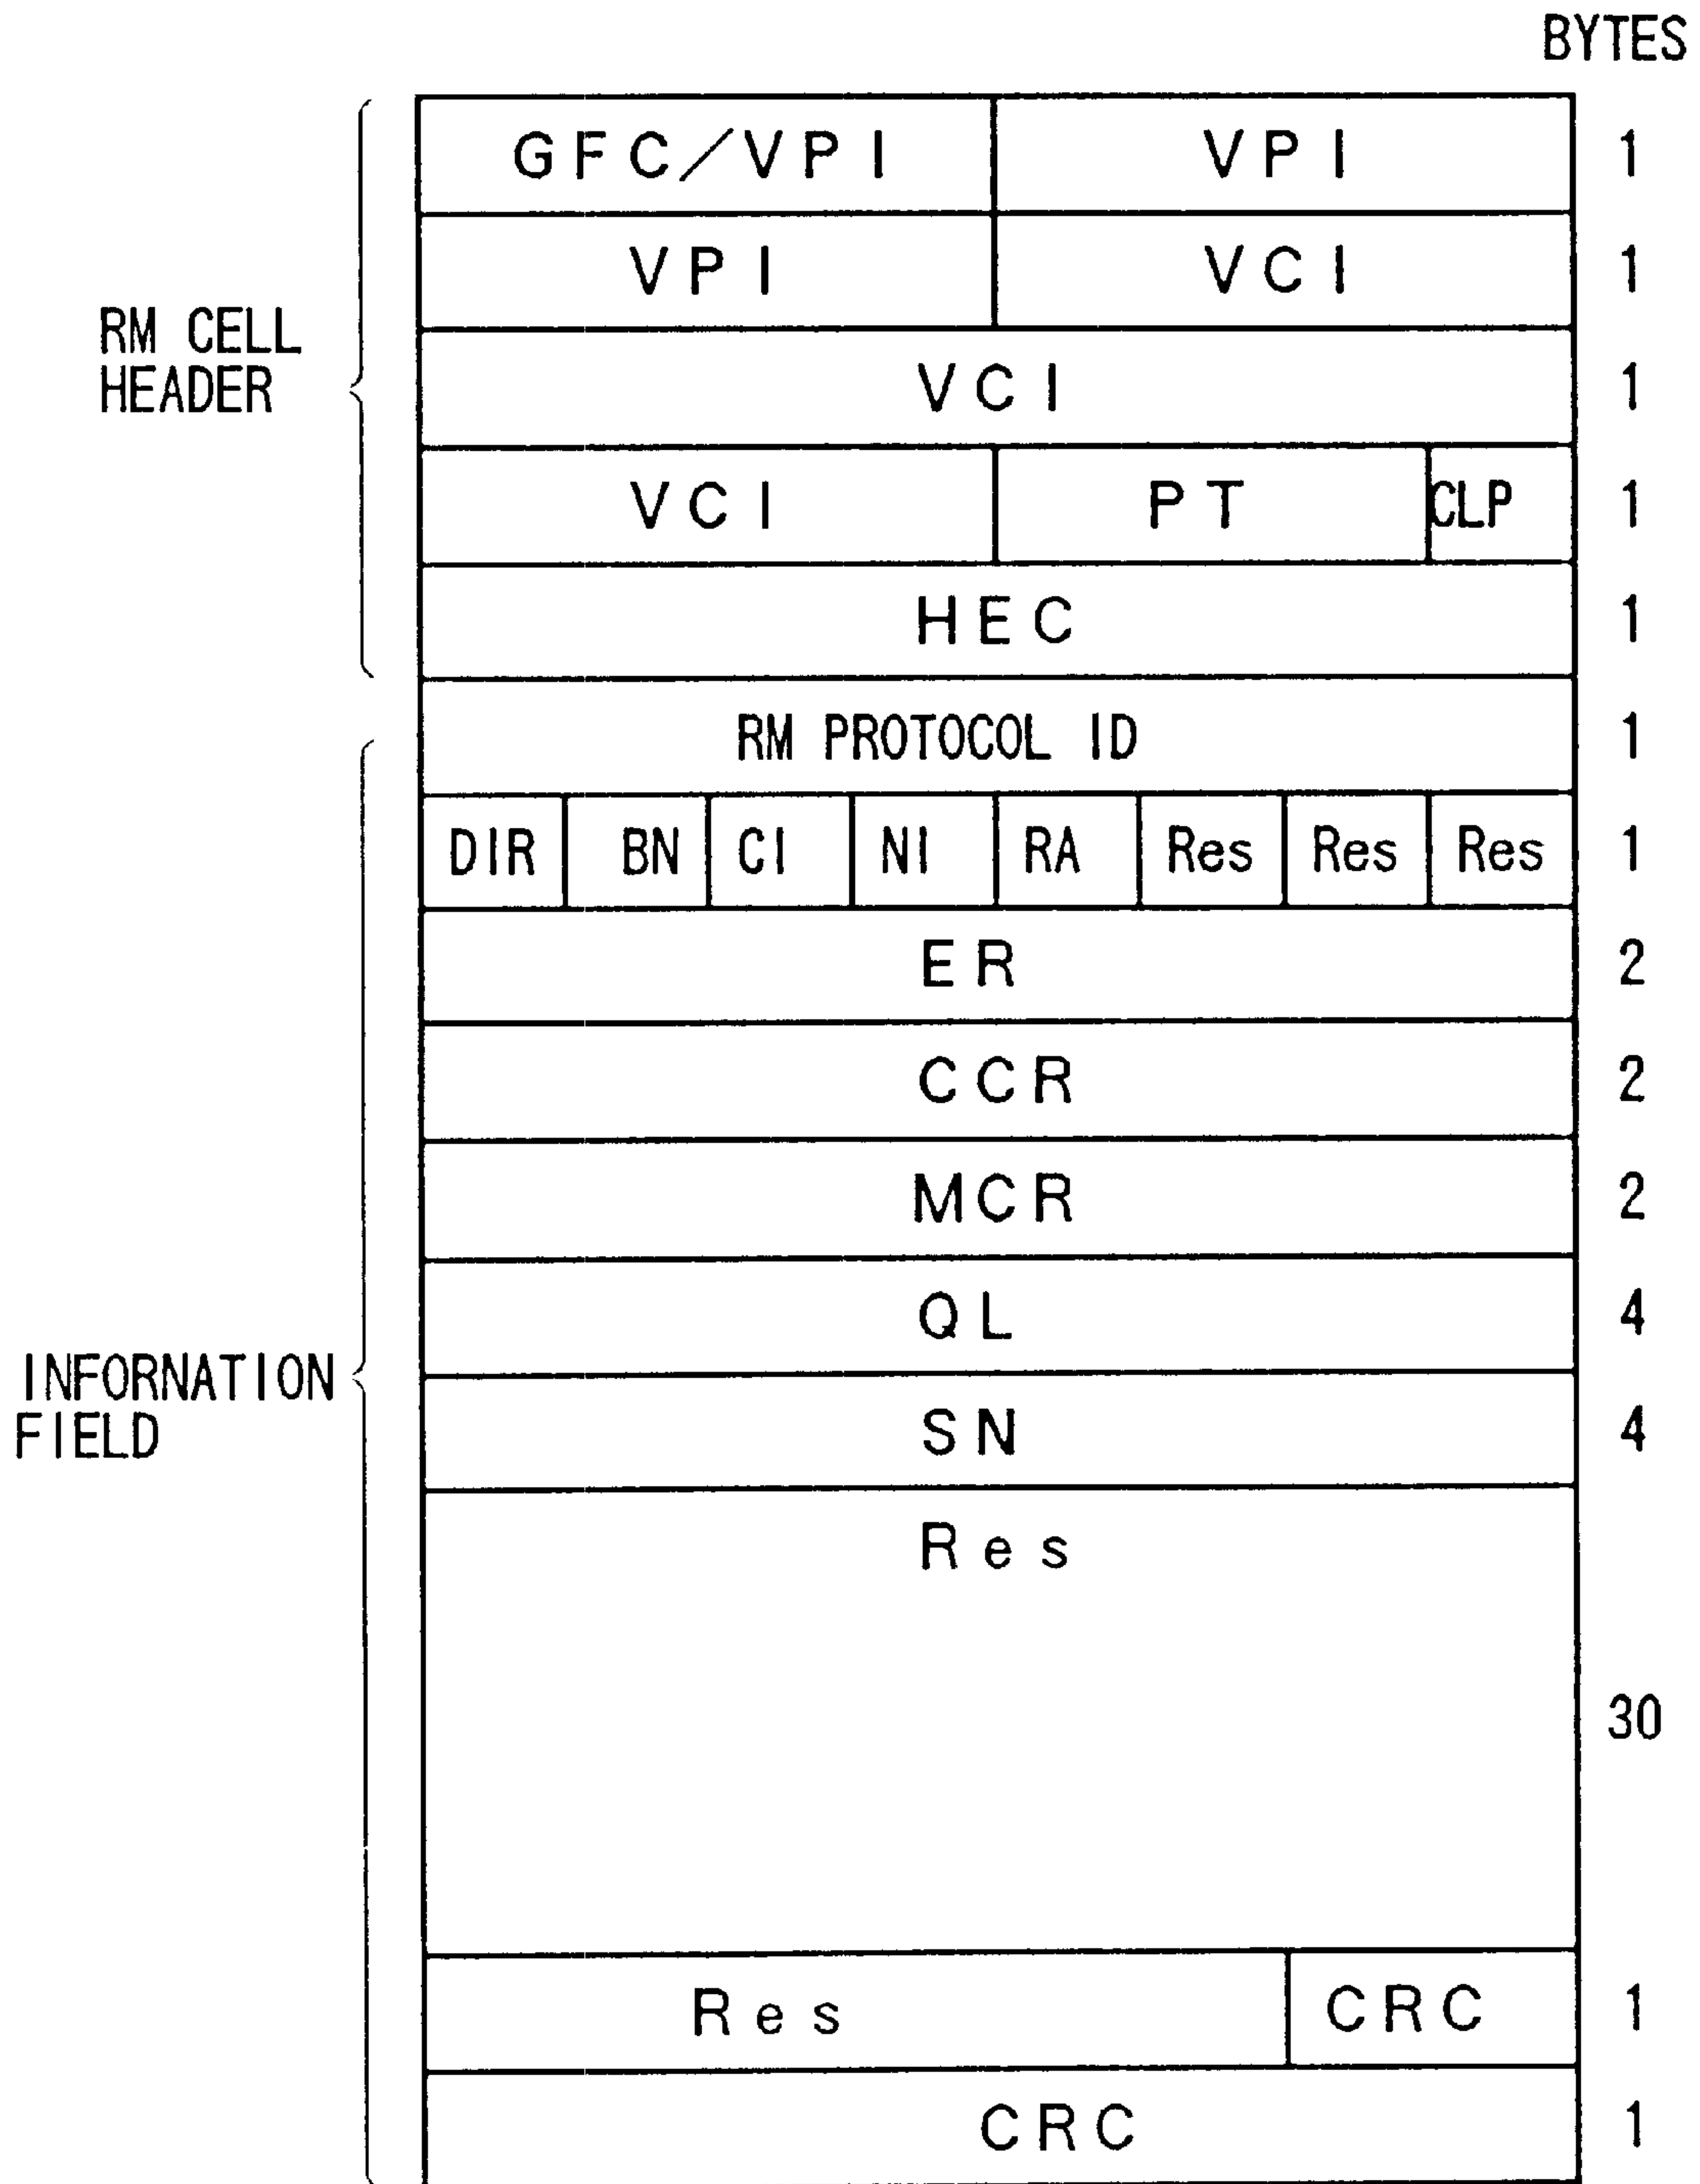 BYTES
GFC/VPI VPI 1
VPI VCI 1
RM CELL
HEADER
VCI 1
VCI PT CLP 1
HEC 1
RM PROTOCOL ID 1
DIR BN CI NI RA Res Res Res 1
ER 2
CCR 2
MCR 2
QL 4
INFORNATION
FIELD
SN 4
Res
30
Res CRC 1
CRC 1